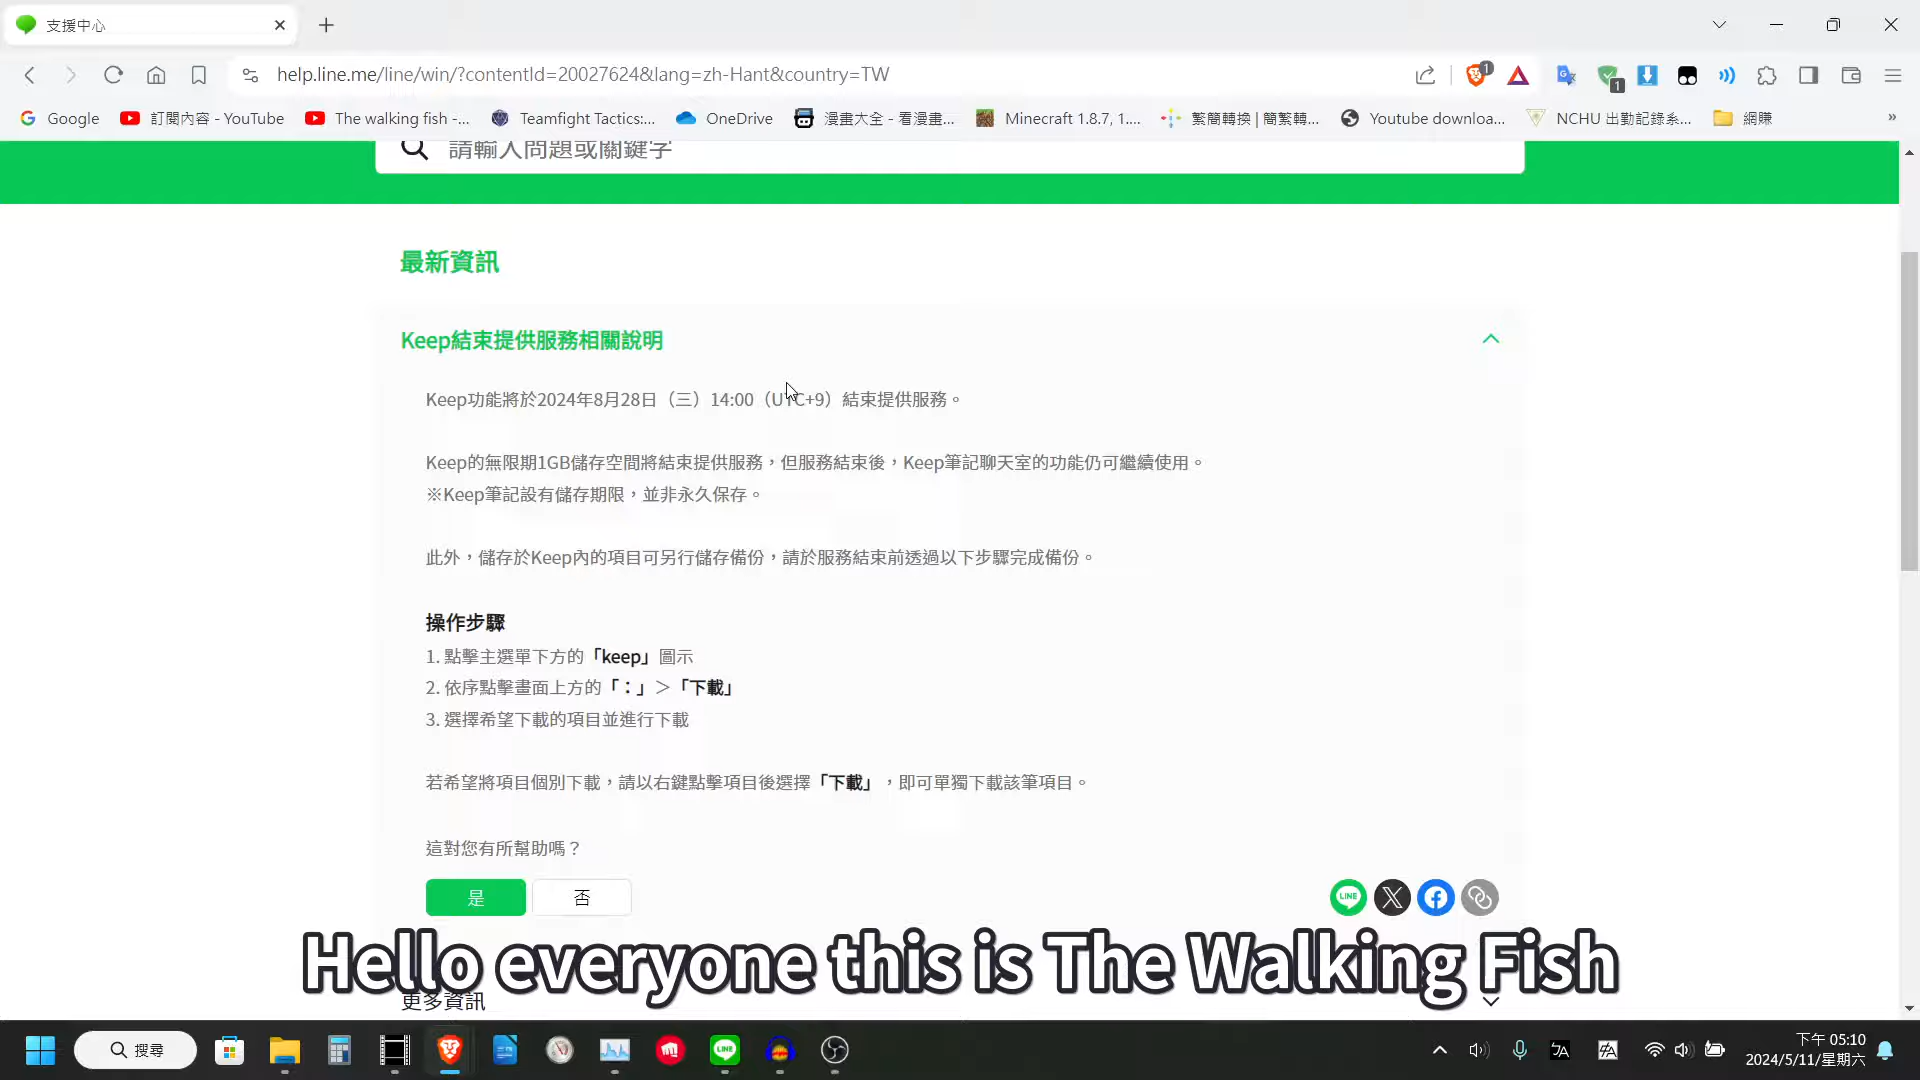 支援中心
help.line.me/line/win/?contentId=20027624&lang=zh-Hant&country=TW
1
1
Google
訂閱內容 - YouTube
The walking fish -...
Teamfight Tactics:...
OneDrive
漫畫大全 - 看漫畫...
Minecraft 1.8.7, 1....
繁簡轉換 | 簡繁轉...
Youtube downloa...
NCHU 出勤記錄系...
網賺
»
請輸入問題或關鍵字
最新資訊
Keep結束提供服務相關說明
Keep功能將於2024年8月28日（三）14:00（UTC+9）結束提供服務。
Keep的無限期1GB儲存空間將結束提供服務，但服務結束後，Keep筆記聊天室的功能仍可繼續使用。
※Keep筆記設有儲存期限，並非永久保存。
此外，儲存於Keep內的項目可另行儲存備份，請於服務結束前透過以下步驟完成備份。
操作步驟
1. 點擊主選單下方的「keep」圖示
2. 依序點擊畫面上方的「：」＞「下載」
3. 選擇希望下載的項目並進行下載
若希望將項目個別下載，請以右鍵點擊項目後選擇「下載」，即可單獨下載該筆項目。
這對您有所幫助嗎？
是
否
LINE
Hello everyone this is The Walking Fish
更多資訊
搜尋
LINE
下午 05:10
2024/5/11/星期六